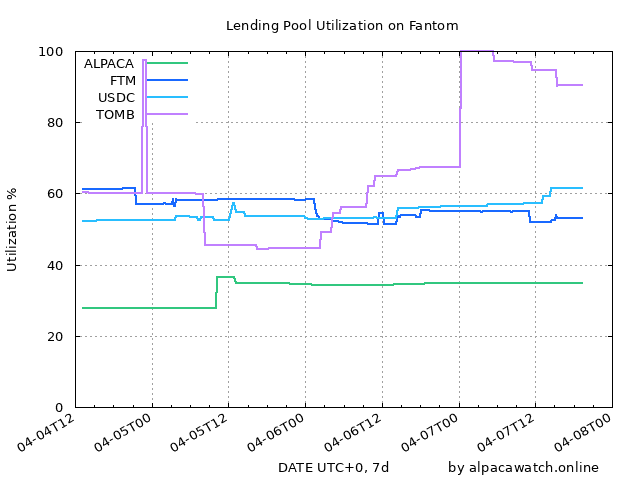 Lending Pool Utilization on Fantom
100
80
60
40
20
0
Utilization %
ALPACA
FTM
USDC
TOMB
04-04T12
04-05T00
04-05T12
04-06T00
04-06T12
04-07T00
04-07T12
04-08T00
DATE UTC+0, 7d
by alpacawatch.online